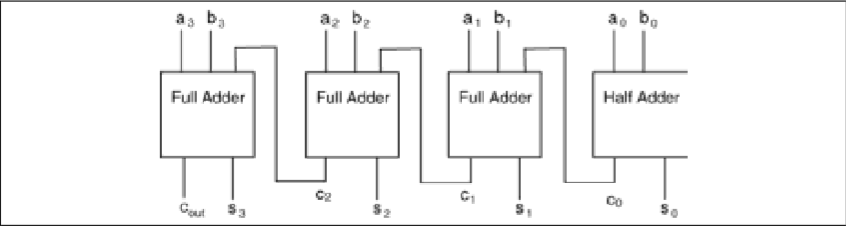 a₃ b₃ a₂ b₂ a₁ b₁ a₀ b₀
Full Adder Full Adder Full Adder Half Adder
c₂ c₁ c₀
cₒᵤₜ s₃ s₂ s₁ s₀